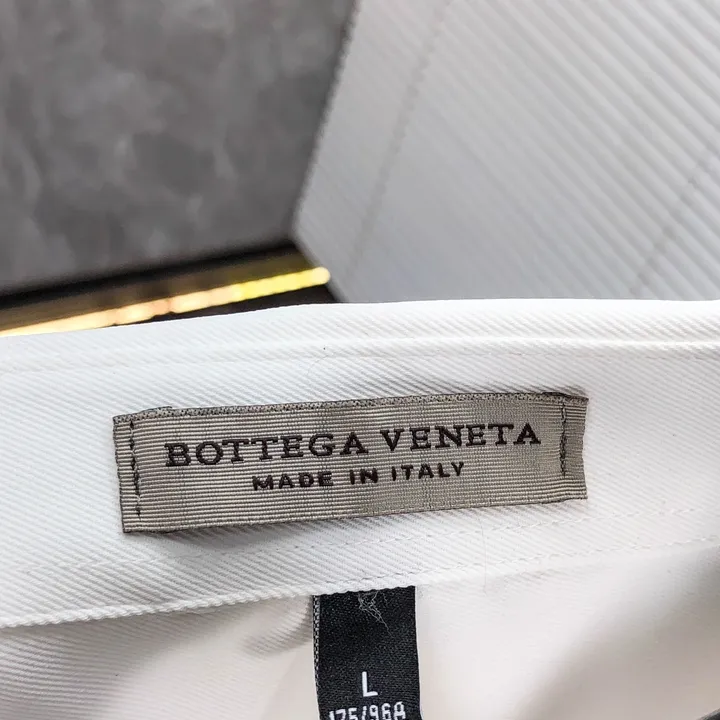 BOTTEGA VENETA
MADE IN ITALY
L
175/96A